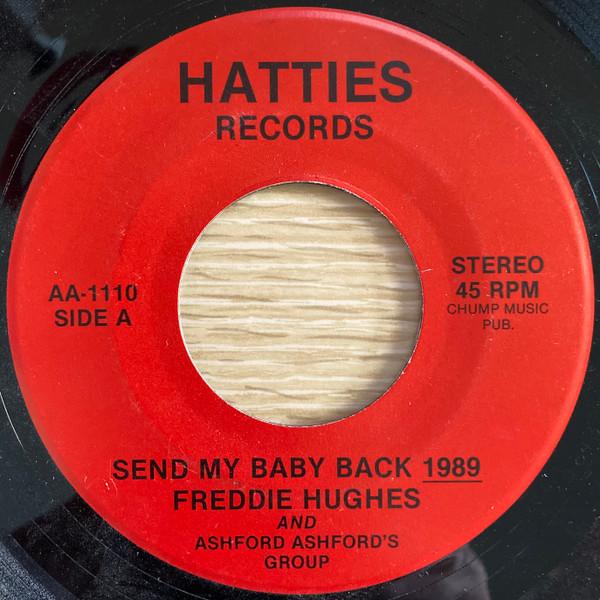 HATTIES
RECORDS
AA-1110
SIDE A
STEREO
45 RPM
CHUMP MUSIC
PUB.
SEND MY BABY BACK 1989
FREDDIE HUGHES
AND
ASHFORD ASHFORD'S
GROUP